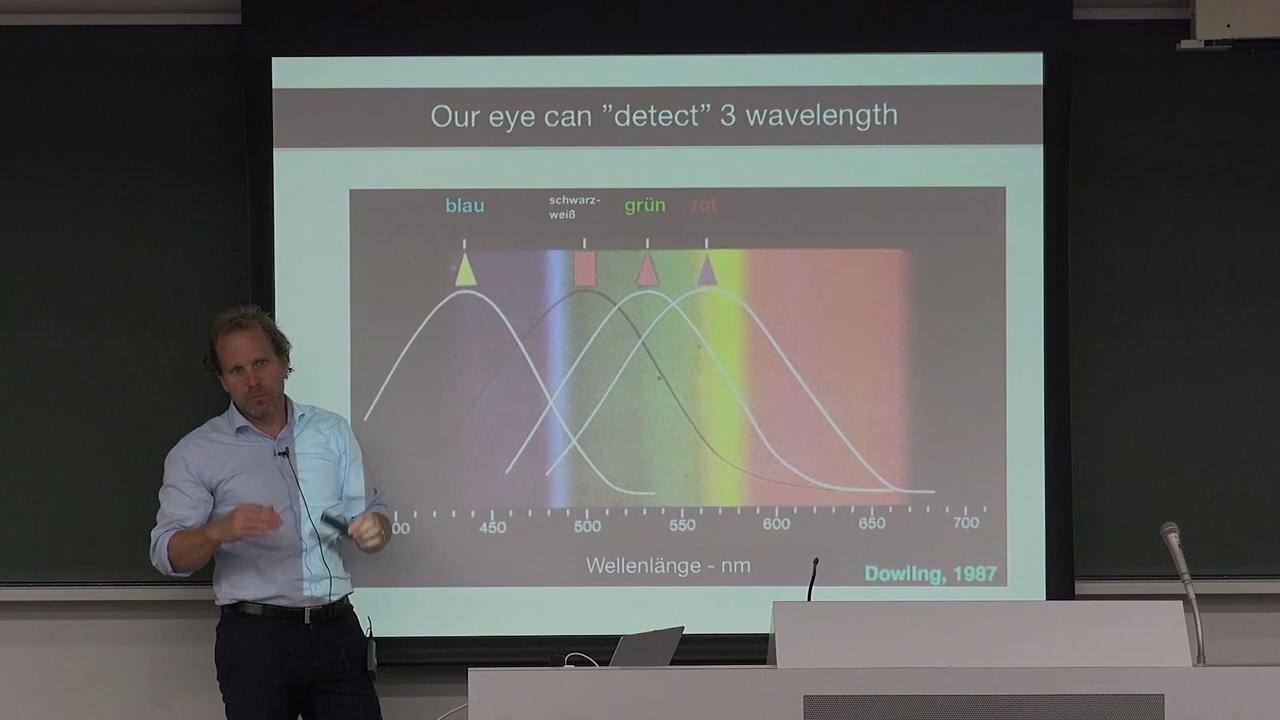 Our eye can ”detect” 3 wavelength
blau
schwarz-
weiß
grün
rot
00 450 500 550 600 650 700
Wellenlänge - nm
Dowling, 1987